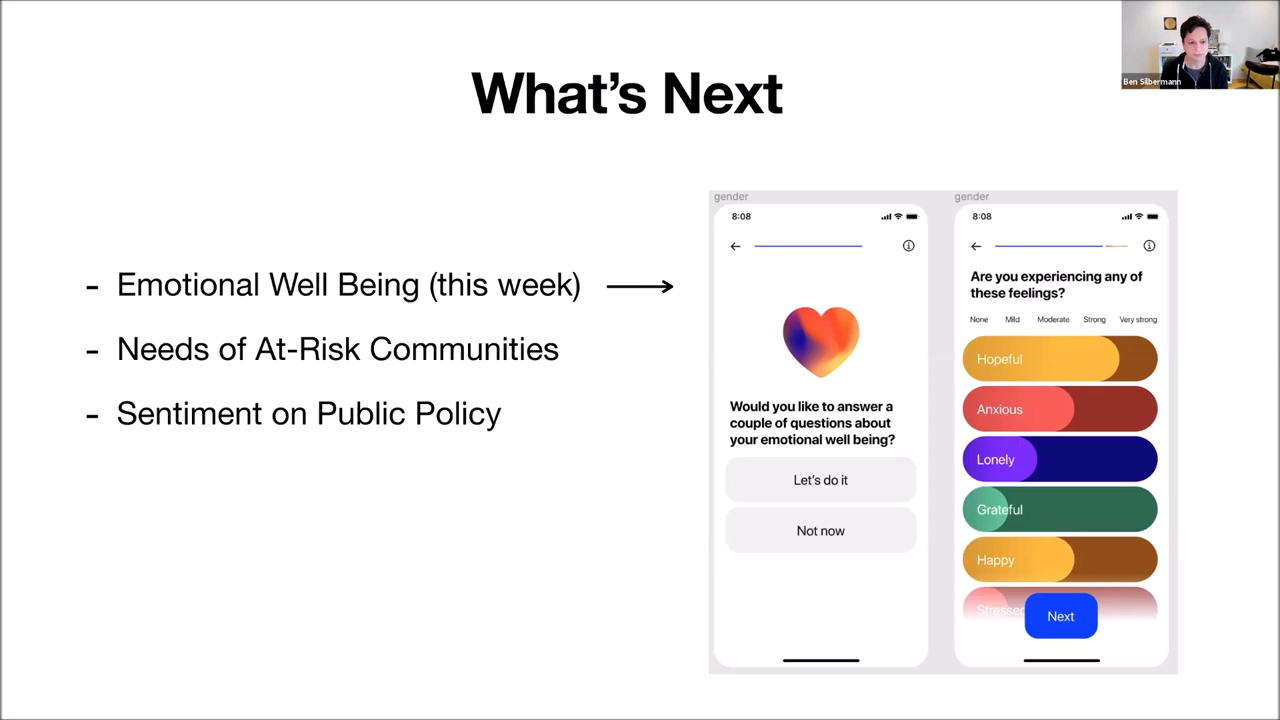 Ben Silbermann
What's Next
- Emotional Well Being (this week)
- Needs of At-Risk Communities
- Sentiment on Public Policy
gender
8:08
Would you like to answer a
couple of questions about
your emotional well being?
Let's do it
Not now
gender
8:08
Are you experiencing any of
these feelings?
None Mild Moderate Strong Very strong
Hopeful
Anxious
Lonely
Grateful
Happy
Stressed
Next